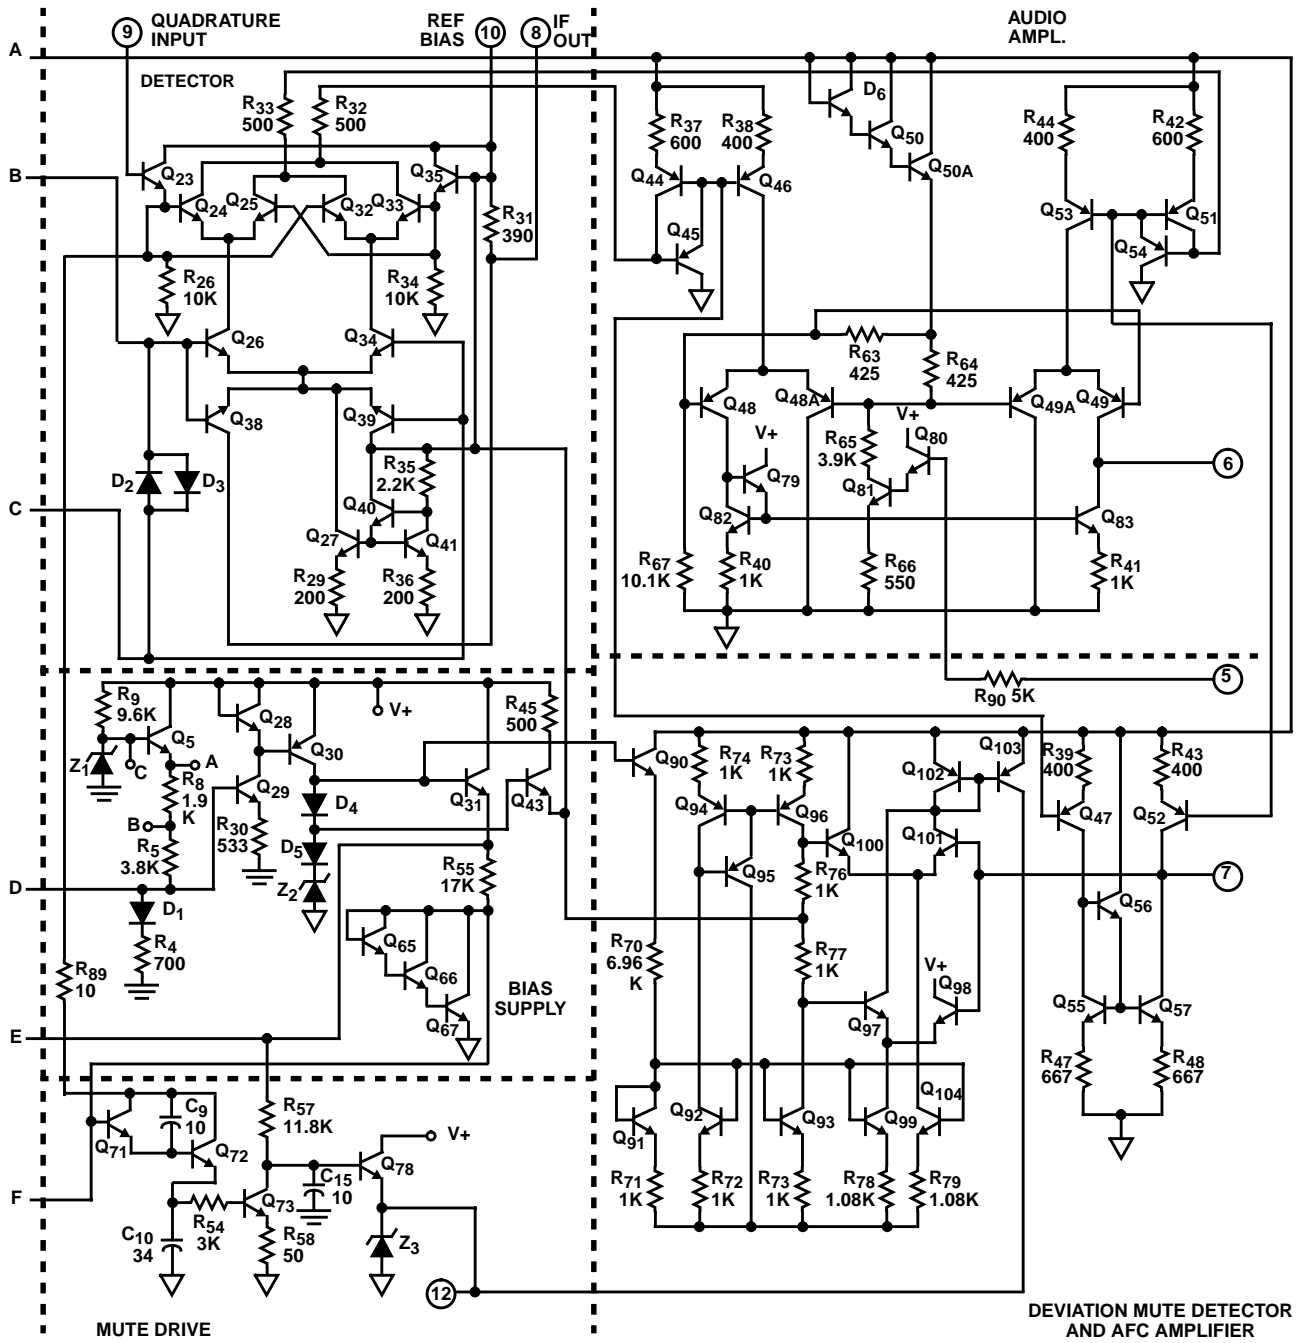 9
QUADRATURE
INPUT
REF
BIAS
10
8
IF
OUT
AUDIO
AMPL.
A
DETECTOR
R33
500
R32
500
D6
Q50
Q50A
R37
600
R38
400
R44
400
R42
600
Q23
Q24
Q25
Q32
Q33
Q35
B
R31
390
Q44
Q46
Q45
Q53
Q51
Q54
R26
10K
R34
10K
Q26
Q34
R63
425
R64
425
Q38
Q39
Q48
Q48A
Q49A
Q49
V+
V+
R65
3.9K
Q80
Q79
Q81
6
D2
D3
R35
2.2K
C
Q40
Q27
Q41
Q82
Q83
R29
200
R36
200
R67
10.1K
R40
1K
R66
550
R41
1K
R90 5K
5
R9
9.6K
Q5
Z1
C
A
Q28
Q30
V+
R45
500
Q29
R8
1.9
K
B
R5
3.8K
R30
533
D4
Q31
Q43
D5
Z2
R55
17K
D
D1
R4
700
Q90
R74
1K
R73
1K
Q94
Q96
Q95
Q100
Q102
Q103
Q101
R39
400
R43
400
Q47
Q52
7
R76
1K
Q56
R89
10
Q65
Q66
Q67
BIAS
SUPPLY
R70
6.96
K
R77
1K
V+
Q98
Q97
Q55
Q57
E
R47
667
R48
667
C9
10
Q71
Q72
R57
11.8K
V+
Q91
Q92
Q93
Q99
Q104
Q78
C15
10
F
Q73
R54
3K
C10
34
R58
50
Z3
R71
1K
R72
1K
R73
1K
R78
1.08K
R79
1.08K
12
MUTE DRIVE
DEVIATION MUTE DETECTOR
AND AFC AMPLIFIER